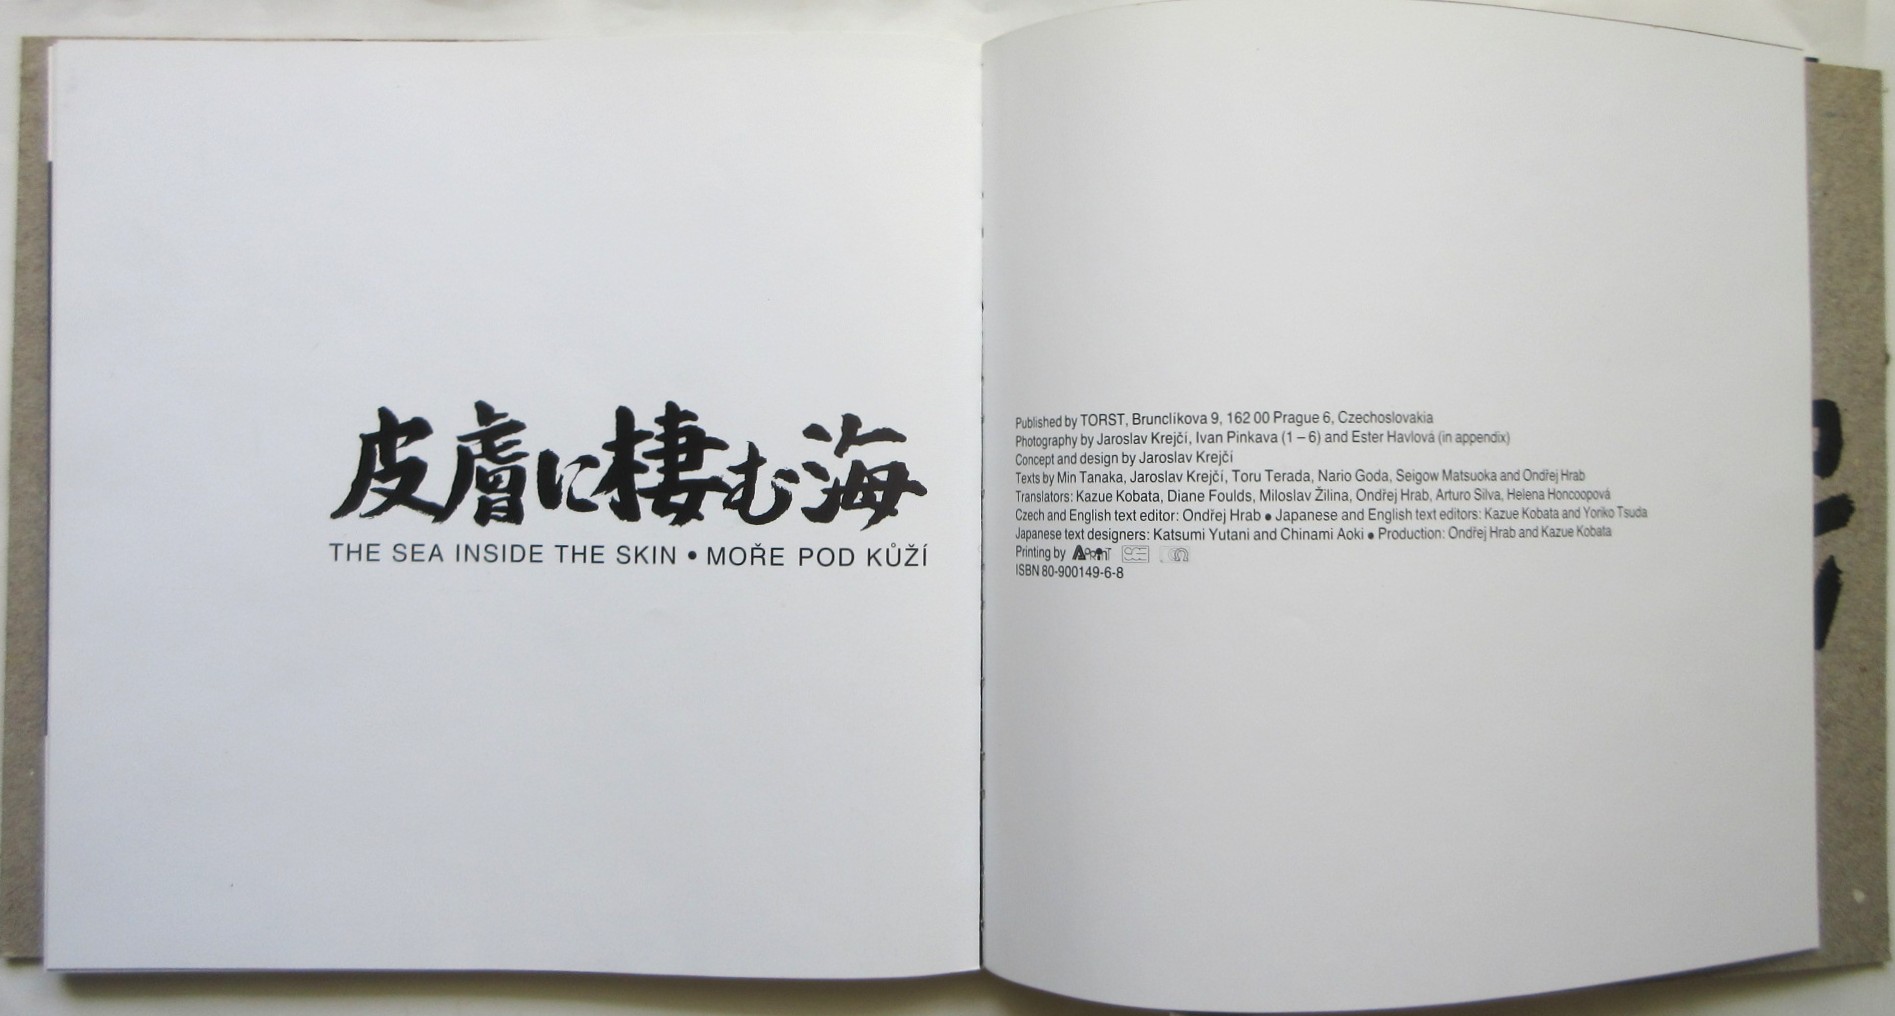 皮膚に棲む海
THE SEA INSIDE THE SKIN • MOŘE POD KŮŽÍ
Published by TORST, Brunclíkova 9, 162 00 Prague 6, Czechoslovakia
Photography by Jaroslav Krejčí, Ivan Pinkava (1 – 6) and Ester Havlová (in appendix)
Concept and design by Jaroslav Krejčí
Texts by Min Tanaka, Jaroslav Krejčí, Toru Terada, Nario Goda, Seigow Matsuoka and Ondřej Hrab
Translators: Kazue Kobata, Diane Foulds, Miloslav Žilina, Ondřej Hrab, Arturo Silva, Helena Honcoopová
Czech and English text editor: Ondřej Hrab ● Japanese and English text editors: Kazue Kobata and Yoriko Tsuda
Japanese text designers: Katsumi Yutani and Chinami Aoki ● Production: Ondřej Hrab and Kazue Kobata
Printing by
ISBN 80-900149-6-8